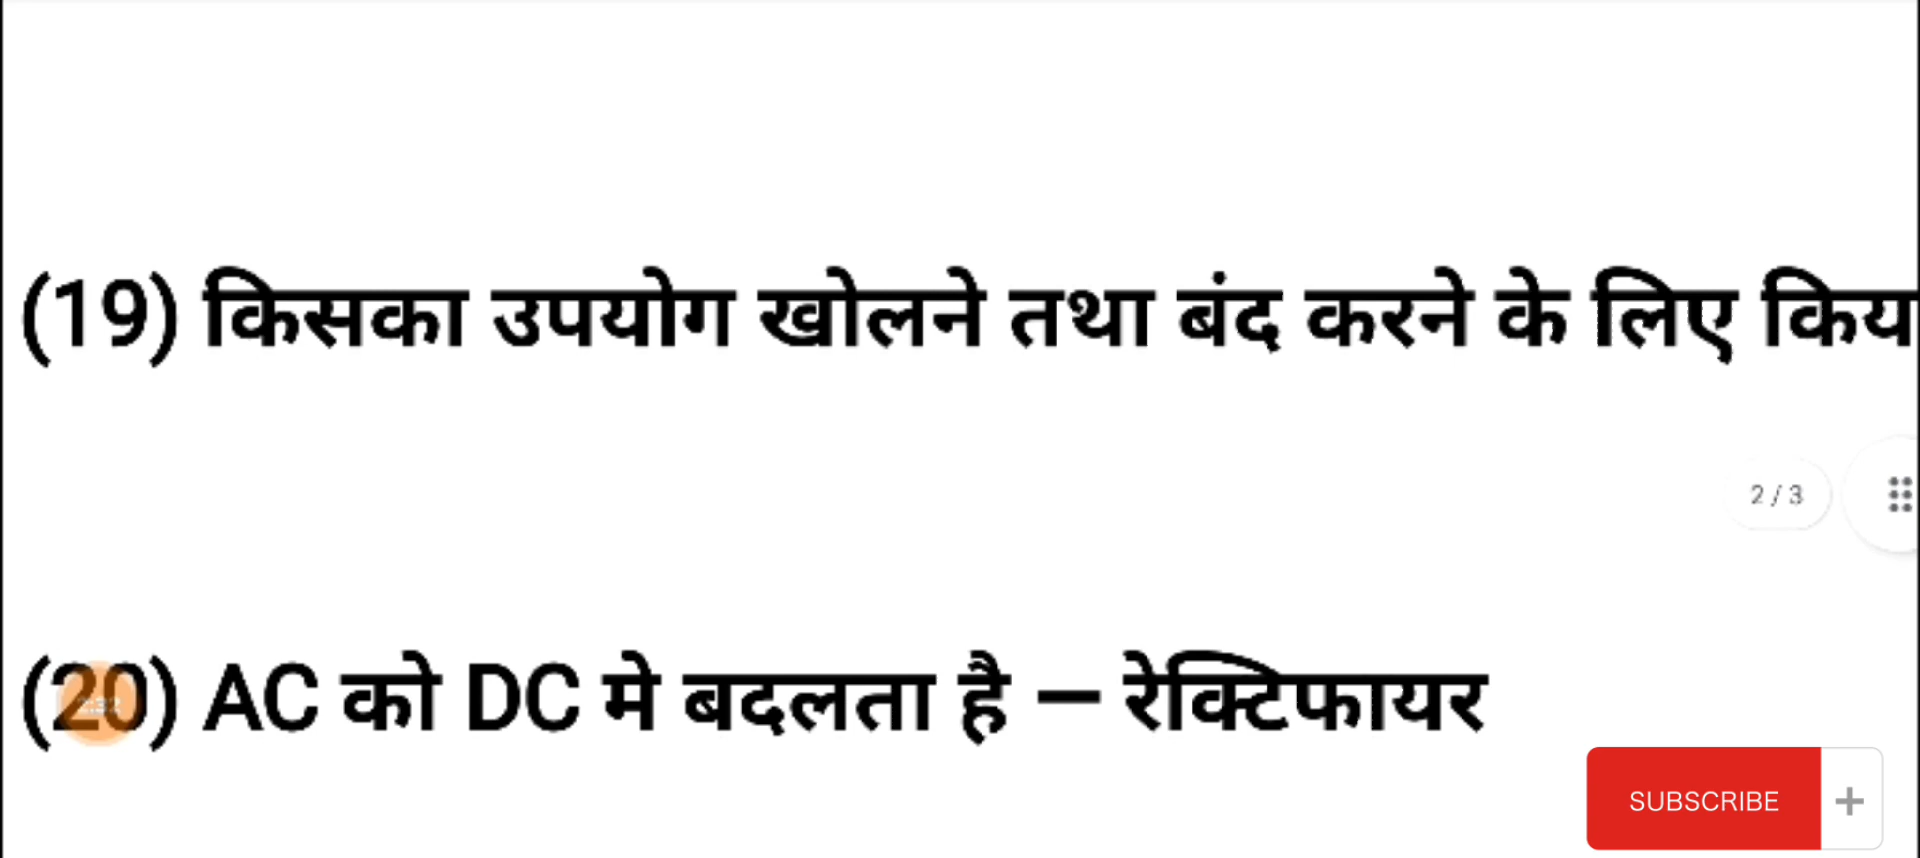 (19) किसका उपयोग खोलने तथा बंद करने के लिए किय
2 / 3
(20) AC को DC मे बदलता है – रेक्टिफायर
SUBSCRIBE +